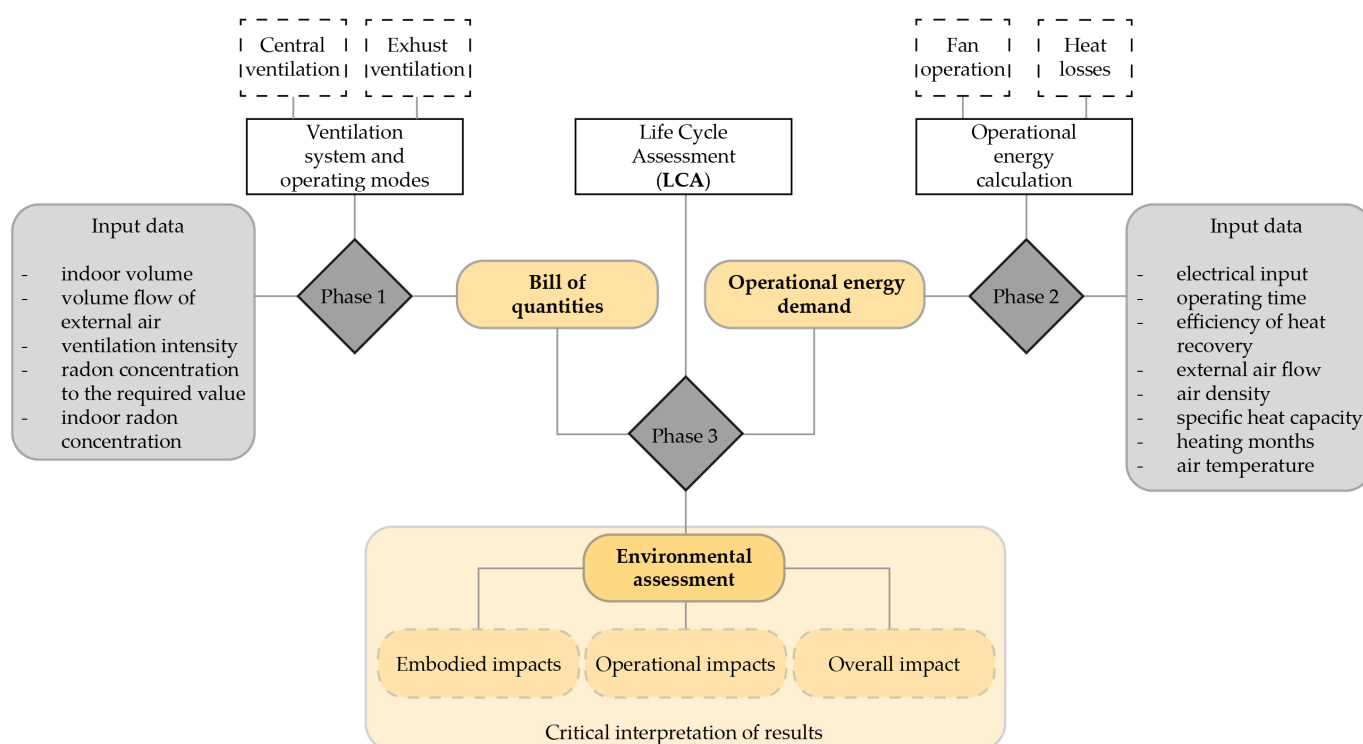 Central
ventilation
Exhust
ventilation
Fan
operation
Heat
losses
Ventilation
system and
operating modes
Life Cycle
Assessment
(LCA)
Operational
energy
calculation
Input data
- indoor volume
- volume flow of
external air
- ventilation intensity
- radon concentration
to the required value
- indoor radon
concentration
Phase 1
Bill of
quantities
Operational energy
demand
Phase 2
Input data
- electrical input
- operating time
- efficiency of heat
recovery
- external air flow
- air density
- specific heat capacity
- heating months
- air temperature
Phase 3
Environmental
assessment
Embodied impacts
Operational impacts
Overall impact
Critical interpretation of results